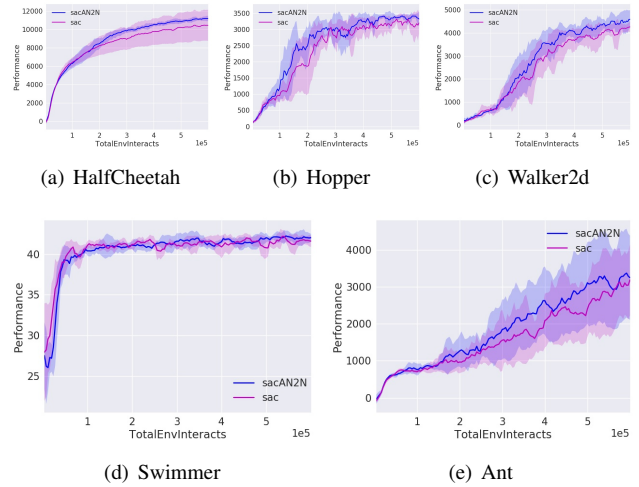 12000
10000
8000
6000
4000
2000
0
Performance
sacAN2N
sac
1 2 3 4 5
TotalEnvInteracts
1e5
(a) HalfCheetah
3500
3000
2500
2000
1500
1000
500
0
Performance
sacAN2N
sac
1 2 3 4 5
TotalEnvInteracts
1e5
(b) Hopper
5000
4000
3000
2000
1000
0
Performance
sacAN2N
sac
1 2 3 4 5
TotalEnvInteracts
1e5
(c) Walker2d
40
35
30
25
Performance
sacAN2N
sac
1 2 3 4 5
TotalEnvInteracts
1e5
(d) Swimmer
4000
3000
2000
1000
0
Performance
sacAN2N
sac
1 2 3 4 5
TotalEnvInteracts
1e5
(e) Ant